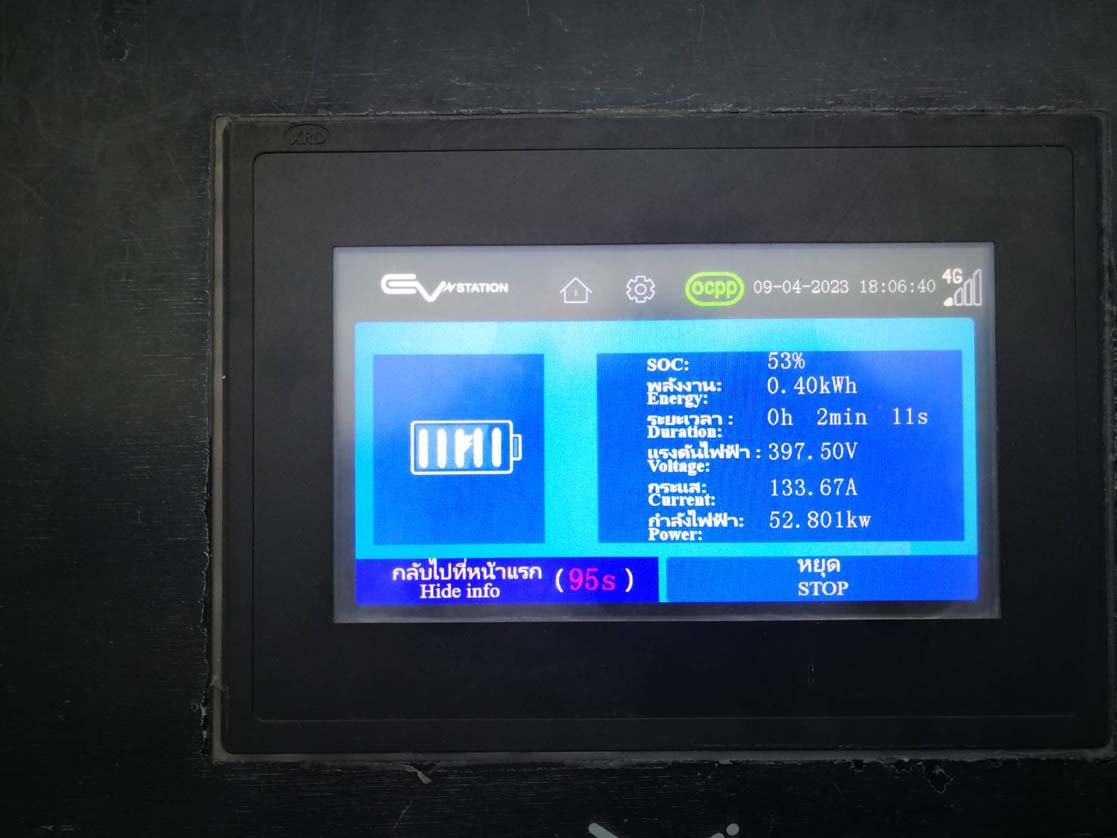 XRD
EV STATION
ocpp 09-04-2023 18:06:40 4G
SOC: 53%
พลังงาน: 0.40kWh
Energy:
ระยะเวลา : 0h 2min 11s
Duration:
แรงดันไฟฟ้า : 397.50V
Voltage:
กระแส: 133.67A
Current:
กำลังไฟฟ้า: 52.801kw
Power:
กลับไปที่หน้าแรก (95s)
Hide info
หยุด
STOP